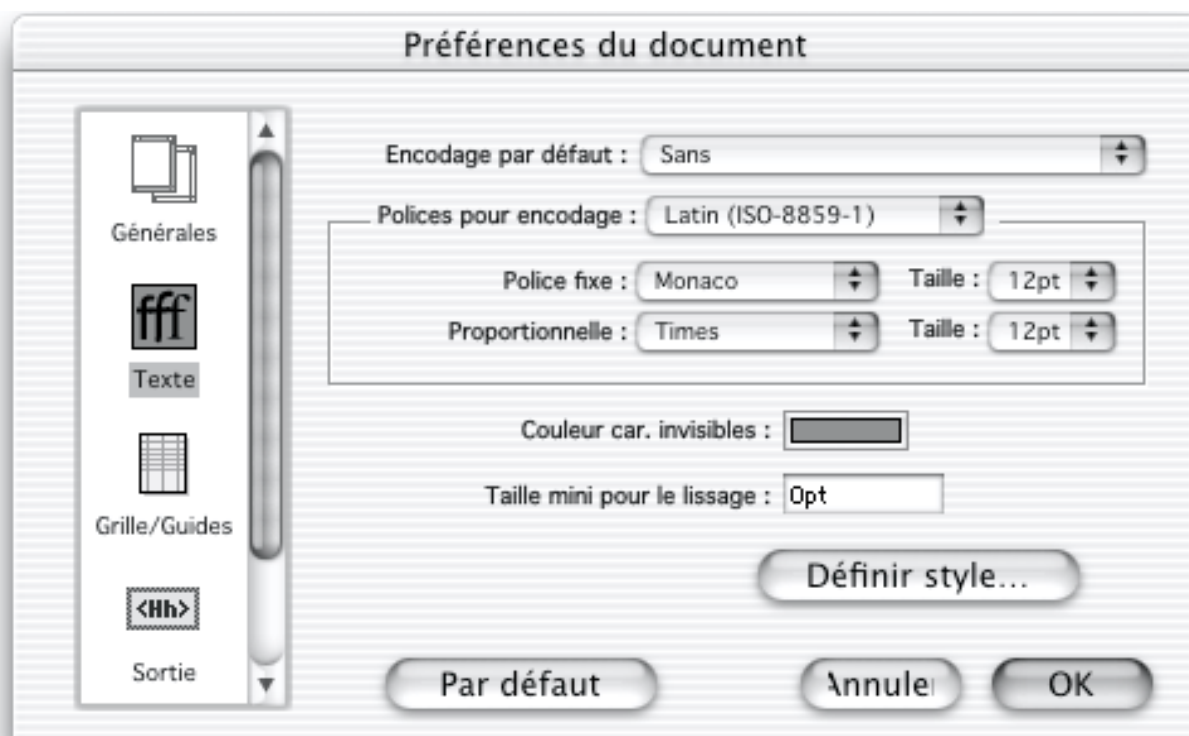 Préférences du document
Générales
fff
Texte
Grille/Guides
<Hh>
Sortie
Encodage par défaut : Sans
Polices pour encodage : Latin (ISO-8859-1)
Police fixe : Monaco Taille : 12pt
Proportionnelle : Times Taille : 12pt
Couleur car. invisibles :
Taille mini pour le lissage : 0pt
Définir style...
Par défaut Annuler OK